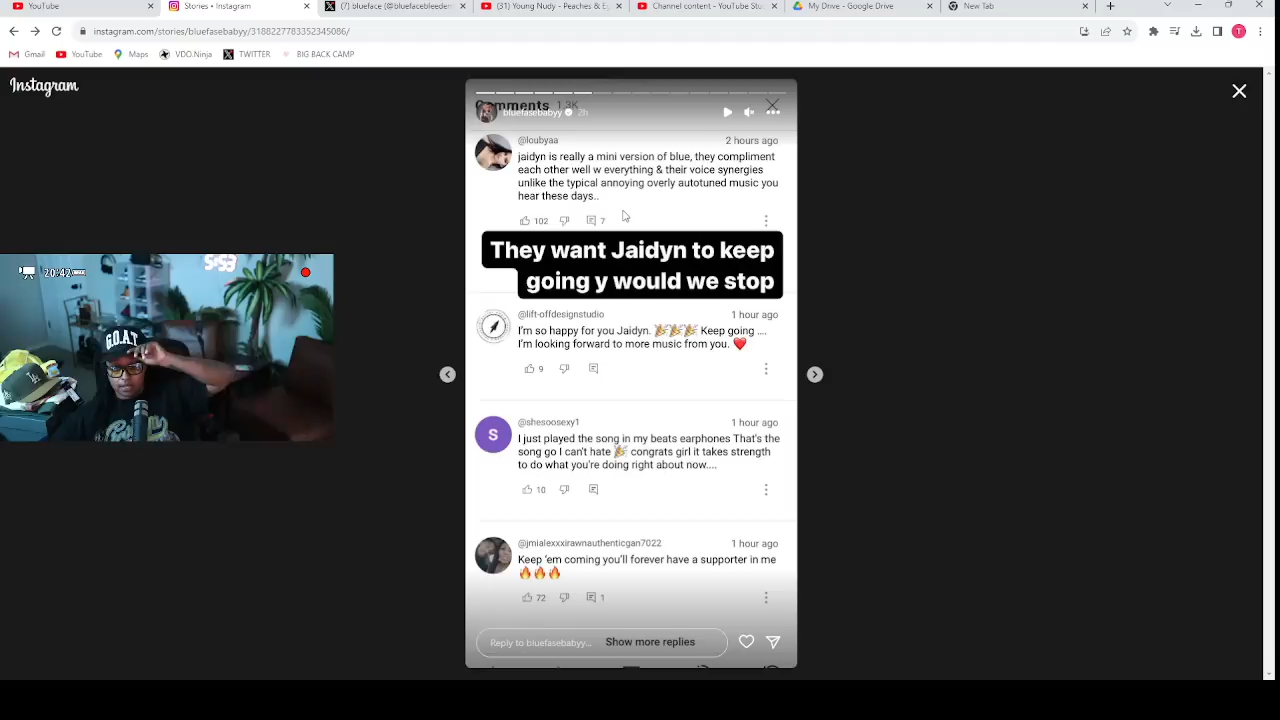 YouTube
Stories • Instagram
(7) blueface (@bluefacebleedem
(31) Young Nudy - Peaches & Eg
Channel content - YouTube Stu
My Drive - Google Drive
New Tab
instagram.com/stories/bluefasebabyy/3188227783352345086/
Gmail
YouTube
Maps
VDO.Ninja
TWITTER
BIG BACK CAMP
T
Instagram
Comments 1.3K
bluefasebabyy 2h
@loubyaa 2 hours ago
jaidyn is really a mini version of blue, they compliment
each other well w everything & their voice synergies
unlike the typical annoying overly autotuned music you
hear these days..
102 7
They want Jaidyn to keep
going y would we stop
@lift-offdesignstudio 1 hour ago
I'm so happy for you Jaidyn. 🎉🎉🎉 Keep going ....
I'm looking forward to more music from you. ❤️
9
S
@shesoosexy1 1 hour ago
I just played the song in my beats earphones That's the
song go I can't hate 🎉 congrats girl it takes strength
to do what you're doing right about now....
10
@jmialexxxirawnauthenticgan7022 1 hour ago
Keep 'em coming you'll forever have a supporter in me
🔥🔥🔥
72 1
Reply to bluefasebabyy... Show more replies
20:42
5:53
G.O.A.T
LA